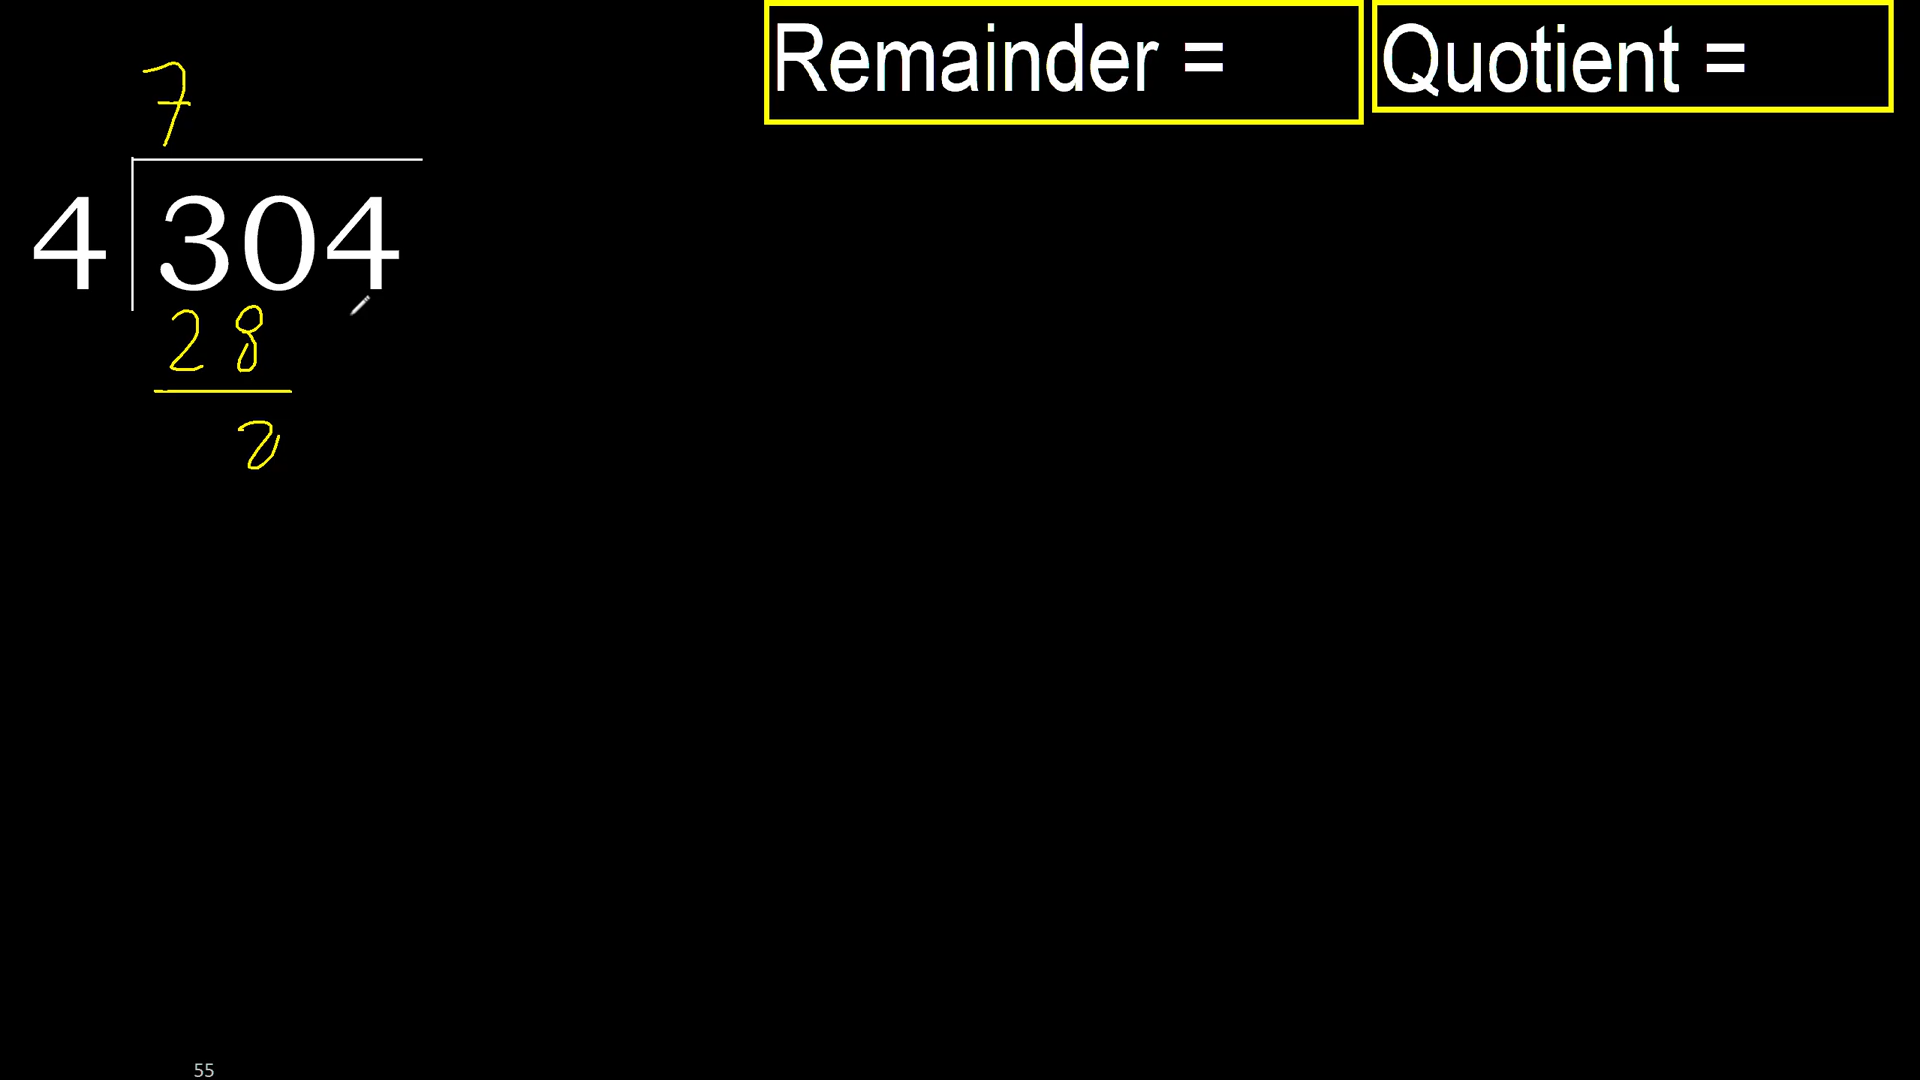 Remainder =
Quotient =
7
4 304
28
2
55